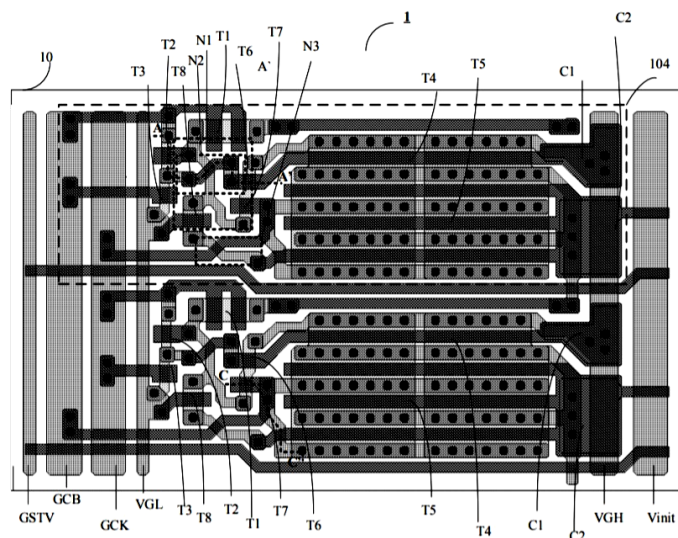 1
C2
T7
N1
T1
T2
T6
N3
10
N2
A`
T4
T5
C1
104
T3
T8
A
A`
C
C`
GSTV
GCB
GCK
VGL
T3
T8
T2
T1
T7
T6
T5
T4
C1
C2
VGH
Vinit